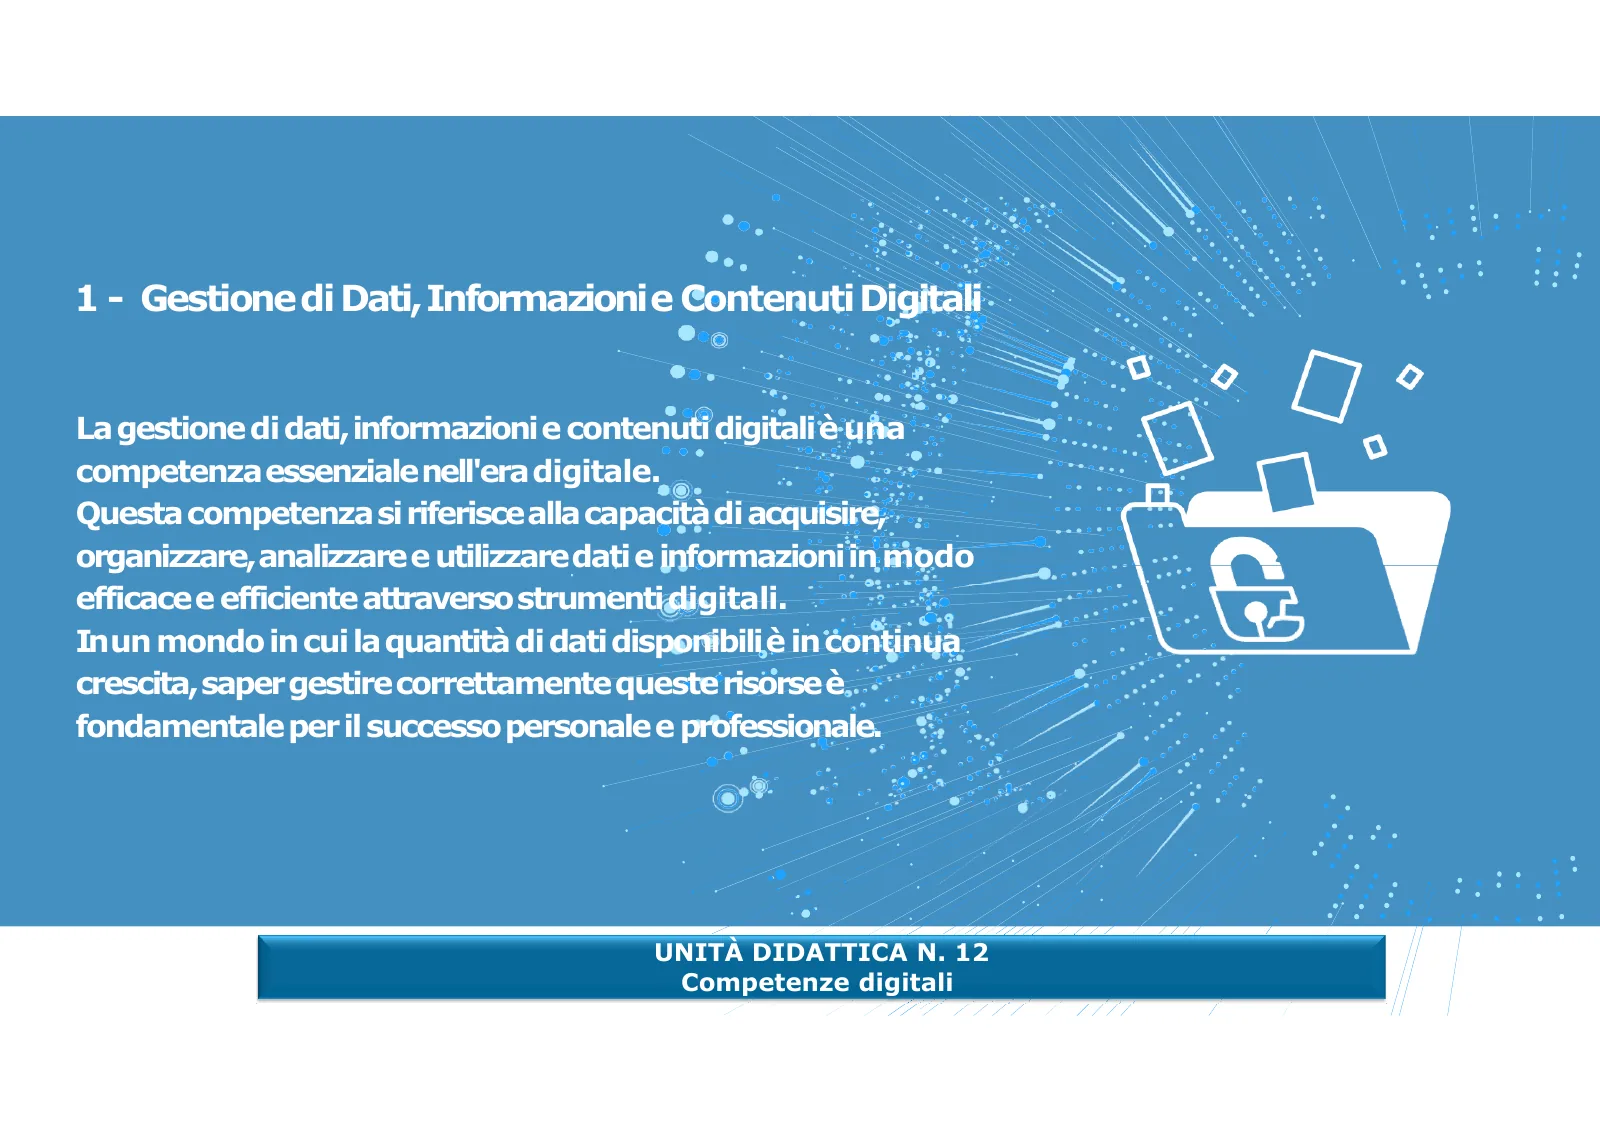 1 - Gestione di Dati, Informazioni e Contenuti Digitali
La gestione di dati, informazioni e contenuti digitali è una
competenza essenziale nell'era digitale.
Questa competenza si riferisce alla capacità di acquisire,
organizzare, analizzare e utilizzare dati e informazioni in modo
efficace e efficiente attraverso strumenti digitali.
In un mondo in cui la quantità di dati disponibili è in continua
crescita, saper gestire correttamente queste risorse è
fondamentale per il successo personale e professionale.
UNITÀ DIDATTICA N. 12
Competenze digitali